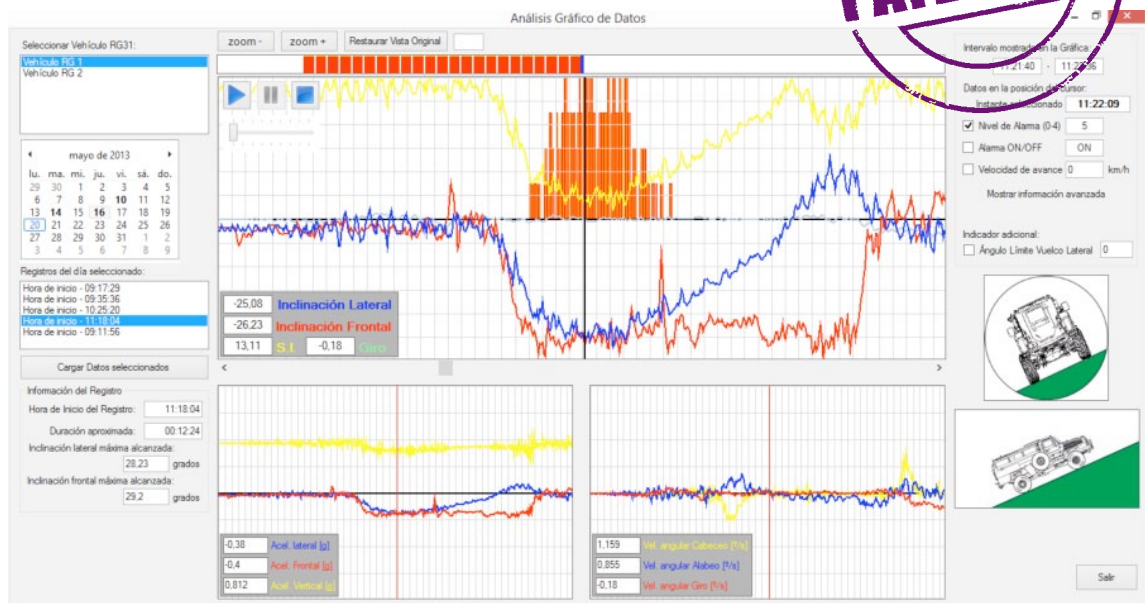 Análisis Gráfico de Datos
Seleccionar Vehículo RG31:
Vehículo RG 1
Vehículo RG 2
zoom -
zoom +
Restaurar Vista Original
mayo de 2013
lu. ma. mi. ju. vi. sá. do.
29 30 1 2 3 4 5
6 7 8 9 10 11 12
13 14 15 16 17 18 19
20 21 22 23 24 25 26
27 28 29 30 31 1 2
3 4 5 6 7 8 9
Registros del día seleccionado:
Hora de inicio - 09:17:29
Hora de inicio - 09:35:36
Hora de inicio - 10:25:20
Hora de inicio - 11:18:04
Hora de inicio - 09:11:56
Cargar Datos seleccionados
Información del Registro
Hora de Inicio del Registro: 11:18:04
Duración aproximada: 00:12:24
Inclinación lateral máxima alcanzada:
28,23 grados
Inclinación frontal máxima alcanzada:
29,2 grados
-25,08 Inclinación Lateral
-26,23 Inclinación Frontal
13,11 S.I. -0,18 Giro
-0,38 Acel. lateral [g]
-0,4 Acel. Frontal [g]
0,812 Acel. Vertical [g]
1,159 Vel. angular Cabeceo [º/s]
0,855 Vel. angular Alabeo [º/s]
-0,18 Vel. angular Giro [º/s]
Intervalo mostrado en la Gráfica:
11:21:40 -
Datos en la posición del cursor:
Instante seleccionado 11:22:09
Nivel de Alarma (0-4) 5
Alarma ON/OFF ON
Velocidad de avance 0 km/h
Mostrar información avanzada
Indicador adicional:
Ángulo Límite Vuelco Lateral 0
Salir